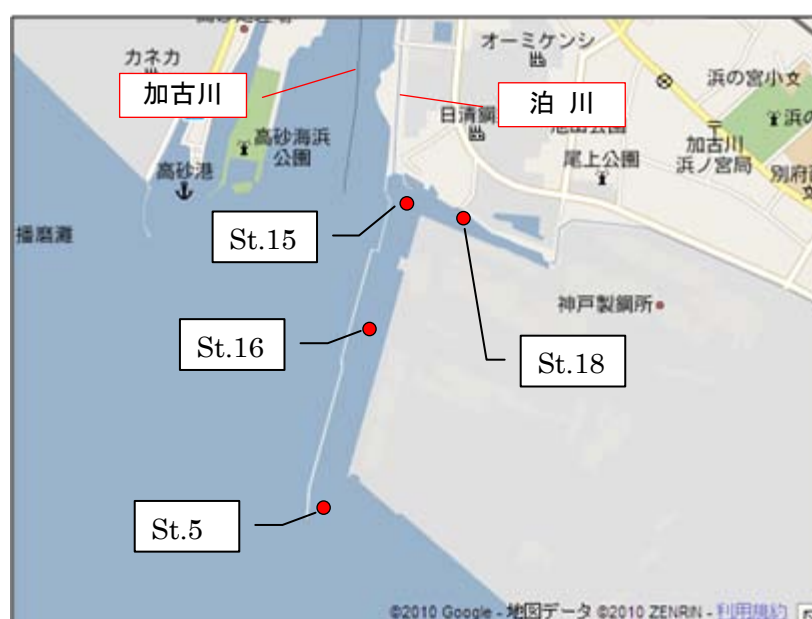 カネカ
オーミケンシ
浜の宮小
加古川
泊 川
日清鋼
高砂海浜
公園
加古川
浜ノ宮局
尾上公園
高砂港
別府
St.15
播磨灘
神戸製鋼所
St.16
St.18
St.5
©2010 Google - 地図データ ©2010 ZENRIN - 利用規約